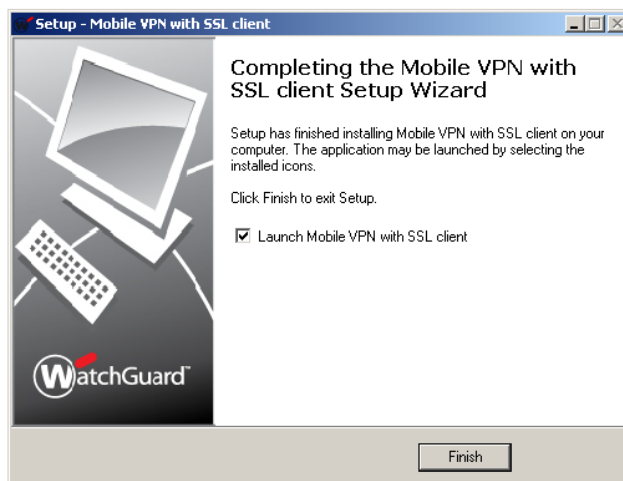 Setup - Mobile VPN with SSL client
Completing the Mobile VPN with
SSL client Setup Wizard
Setup has finished installing Mobile VPN with SSL client on your
computer. The application may be launched by selecting the
installed icons.
Click Finish to exit Setup.
Launch Mobile VPN with SSL client
WatchGuard
Finish